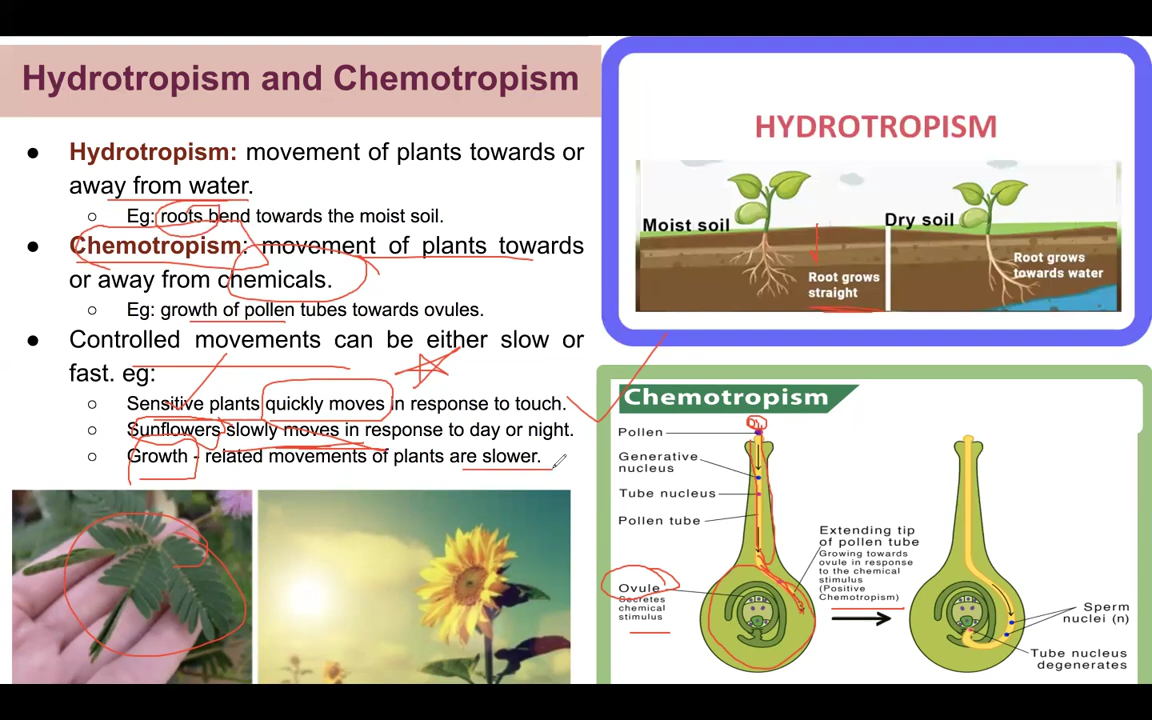 Hydrotropism and Chemotropism
● Hydrotropism: movement of plants towards or
away from water.
○ Eg: roots bend towards the moist soil.
● Chemotropism: movement of plants towards
or away from chemicals.
○ Eg: growth of pollen tubes towards ovules.
● Controlled movements can be either slow or
fast. eg:
○ Sensitive plants quickly moves in response to touch.
○ Sunflowers slowly moves in response to day or night.
○ Growth - related movements of plants are slower.
HYDROTROPISM
Moist soil
Root grows
straight
Dry soil
Root grows
towards water
Chemotropism
Pollen
Generative
nucleus
Tube nucleus
Pollen tube
Ovule
Secretes
chemical
stimulus
Extending tip
of pollen tube
Growing towards
ovule in response
to the chemical
stimulus
(Positive
Chemotropism)
Sperm
nuclei (n)
Tube nucleus
degenerates